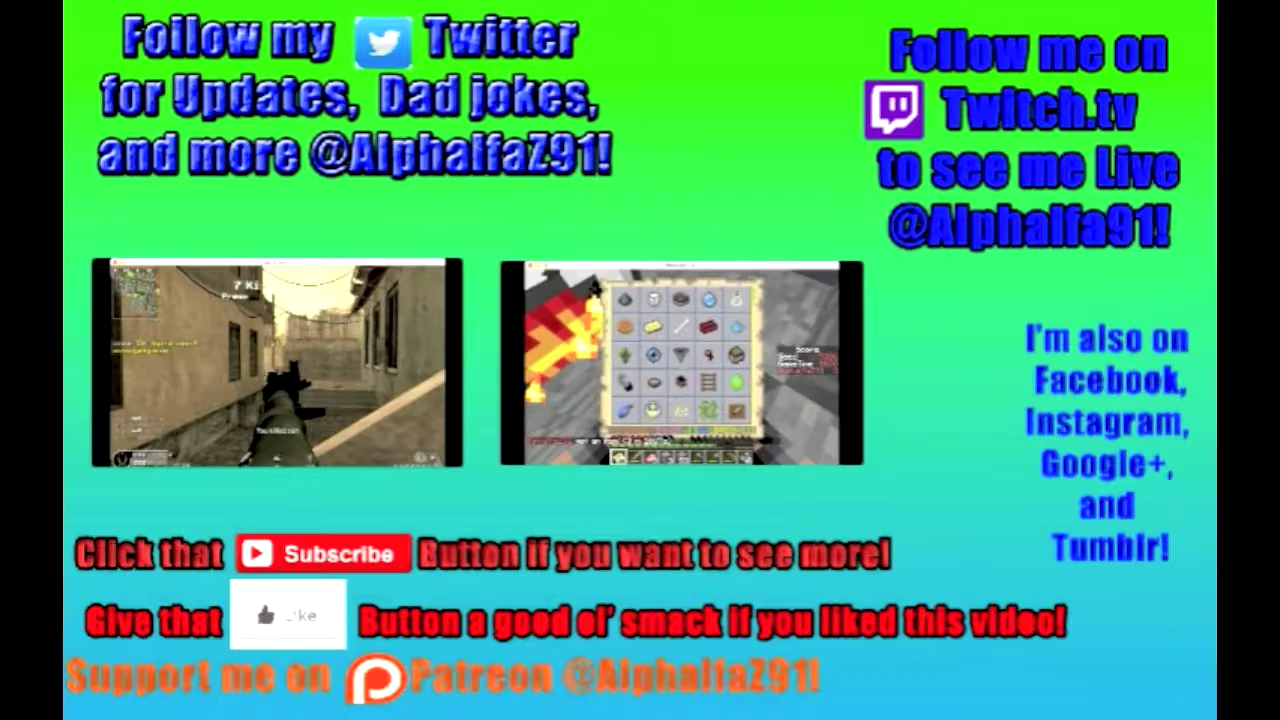 Follow my Twitter
for Updates, Dad jokes,
and more @AlphalfaZ91!
Follow me on
Twitch.tv
to see me Live
@Alphalfa91!
I'm also on
Facebook,
Instagram,
Google+,
and
Tumblr!
Click that Subscribe Button if you want to see more!
Give that Like Button a good ol' smack if you liked this video!
Support me on Patreon @AlphalfaZ91!